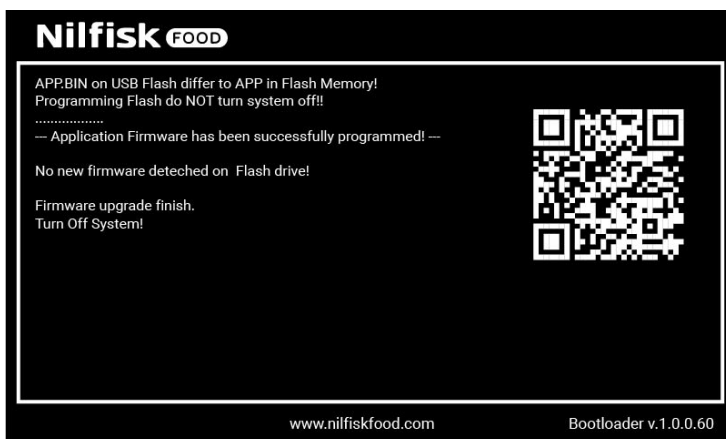 Nilfisk FOOD
APP.BIN on USB Flash differ to APP in Flash Memory!
Programming Flash do NOT turn system off!!
..................
--- Application Firmware has been successfully programmed! ---
No new firmware deteched on Flash drive!
Firmware upgrade finish.
Turn Off System!
www.nilfiskfood.com
Bootloader v.1.0.0.60